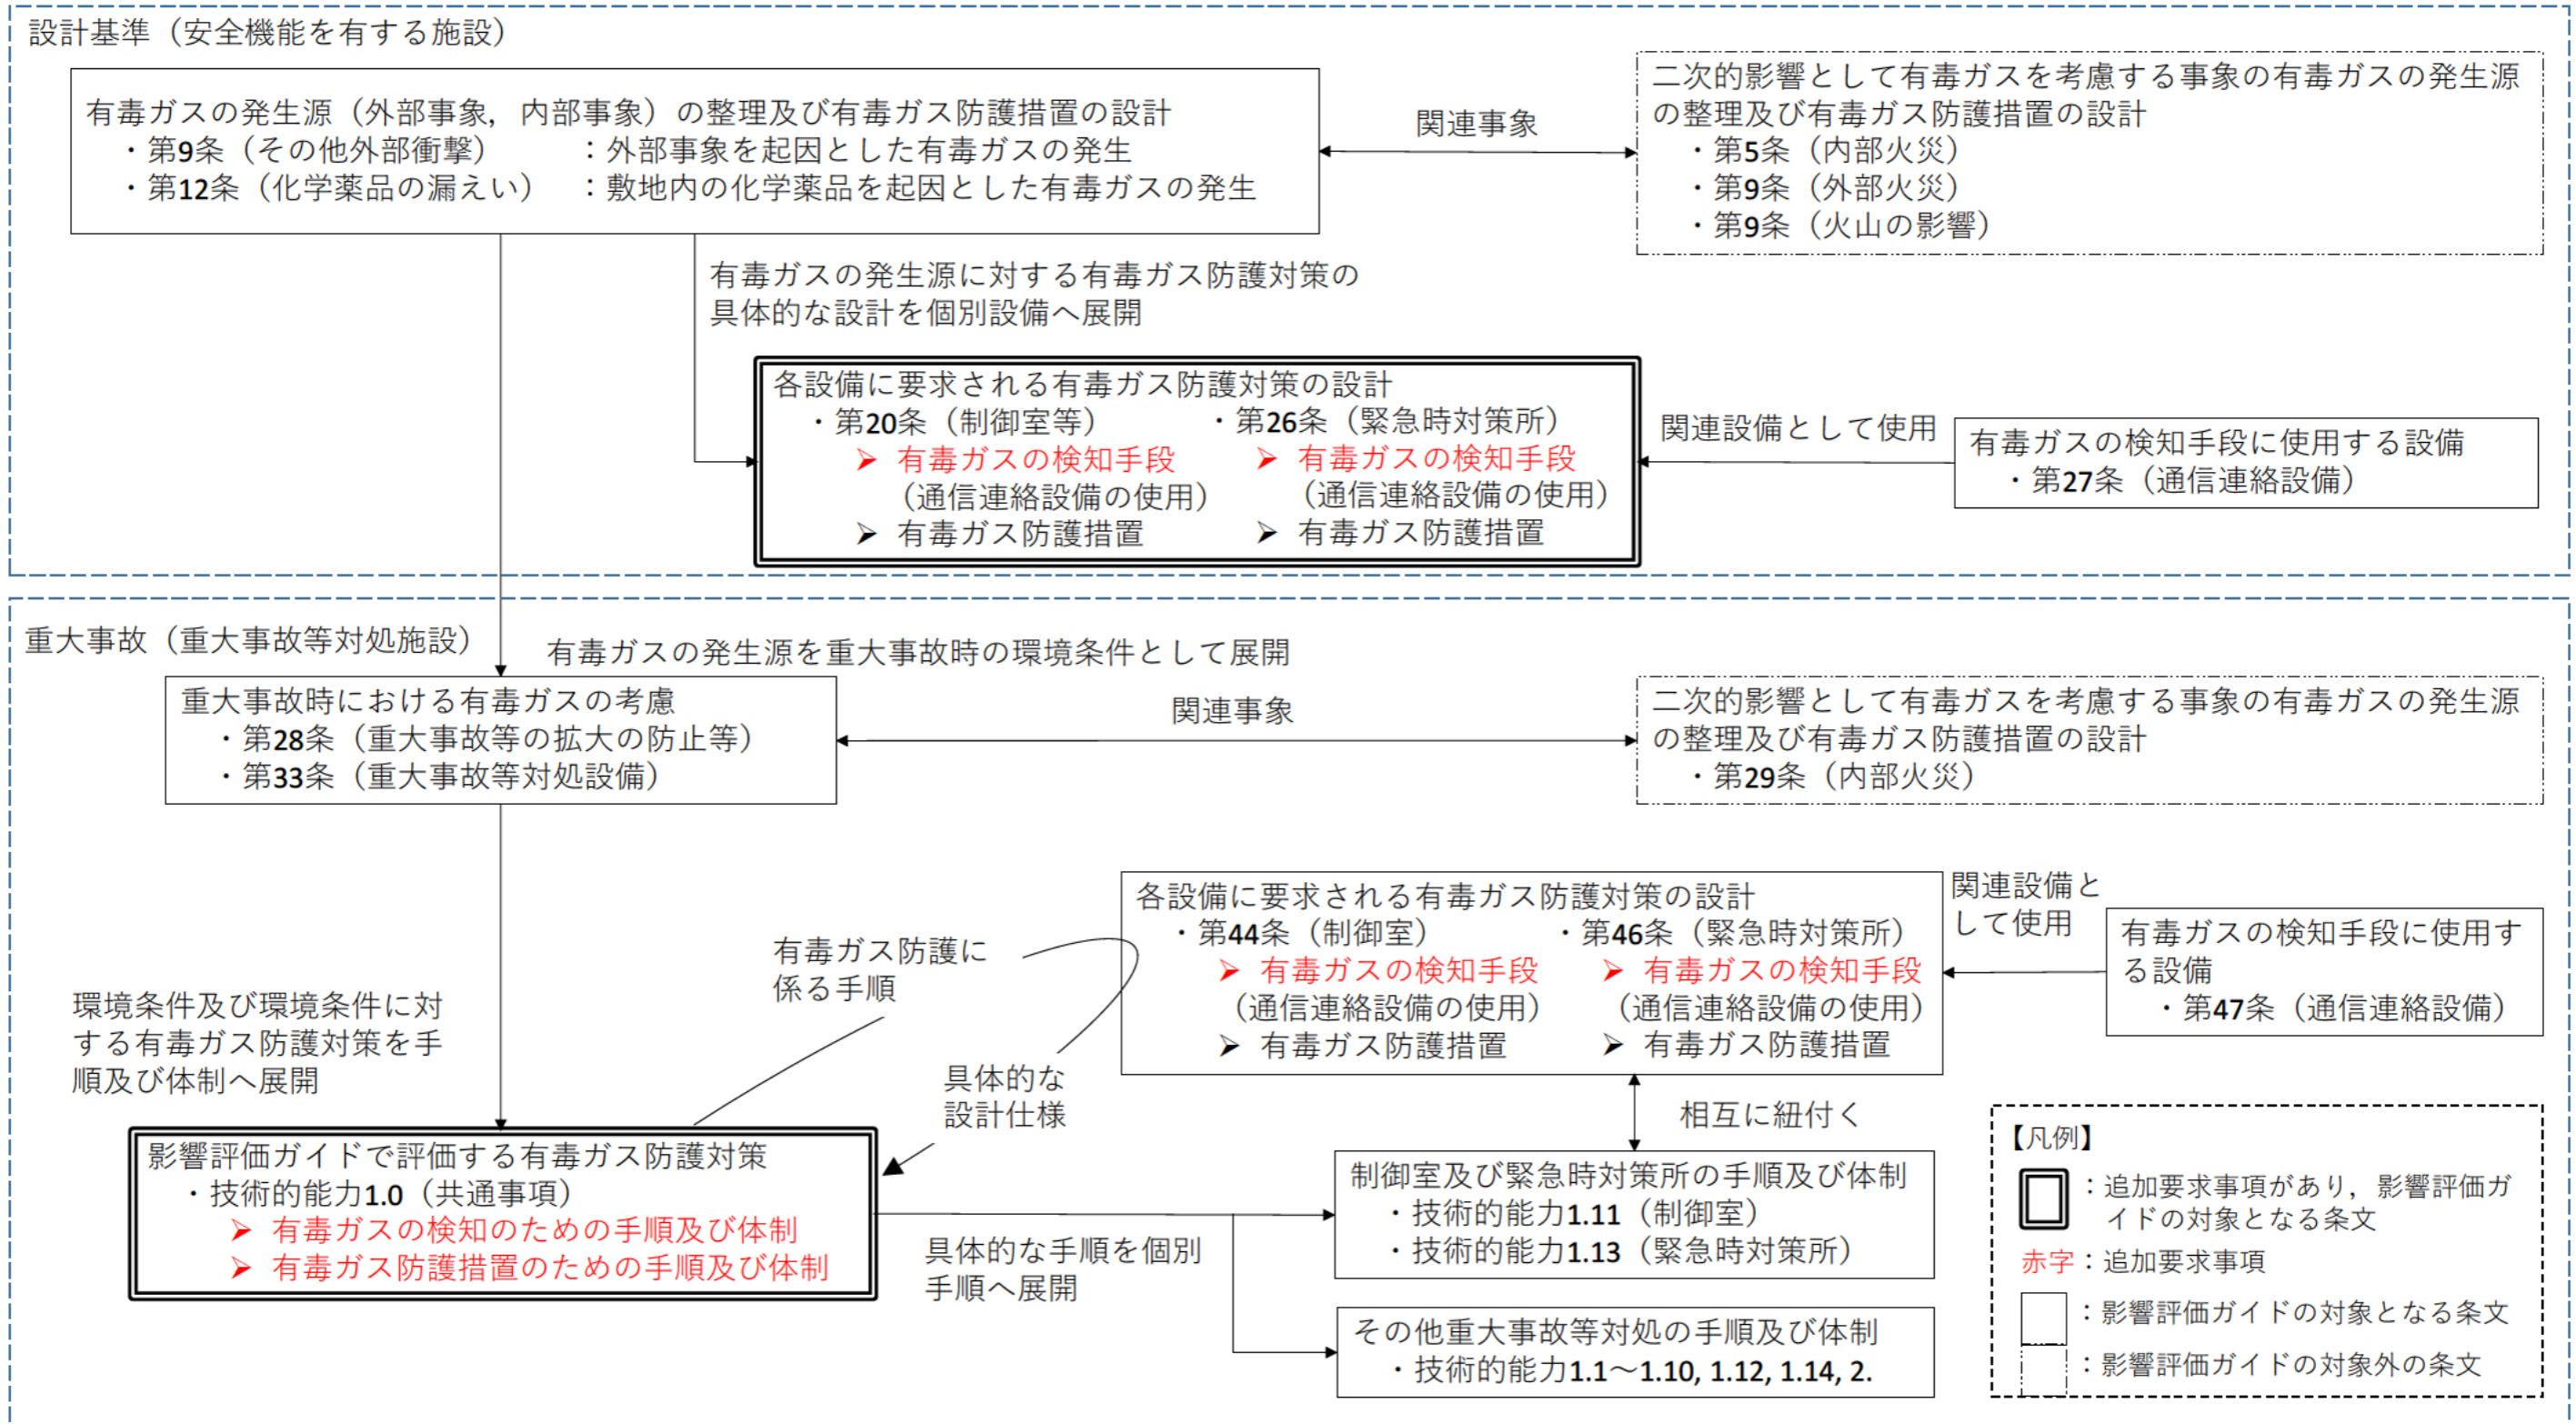 設計基準（安全機能を有する施設）
有毒ガスの発生源（外部事象，内部事象）の整理及び有毒ガス防護措置の設計
・第9条（その他外部衝撃）　　：外部事象を起因とした有毒ガスの発生
・第12条（化学薬品の漏えい）　：敷地内の化学薬品を起因とした有毒ガスの発生
関連事象
二次的影響として有毒ガスを考慮する事象の有毒ガスの発生源
の整理及び有毒ガス防護措置の設計
・第5条（内部火災）
・第9条（外部火災）
・第9条（火山の影響）
有毒ガスの発生源に対する有毒ガス防護対策の
具体的な設計を個別設備へ展開
各設備に要求される有毒ガス防護対策の設計
・第20条（制御室等）
➢ 有毒ガスの検知手段
（通信連絡設備の使用）
➢ 有毒ガス防護措置
・第26条（緊急時対策所）
➢ 有毒ガスの検知手段
（通信連絡設備の使用）
➢ 有毒ガス防護措置
関連設備として使用
有毒ガスの検知手段に使用する設備
・第27条（通信連絡設備）
重大事故（重大事故等対処施設）
有毒ガスの発生源を重大事故時の環境条件として展開
重大事故時における有毒ガスの考慮
・第28条（重大事故等の拡大の防止等）
・第33条（重大事故等対処設備）
関連事象
二次的影響として有毒ガスを考慮する事象の有毒ガスの発生源
の整理及び有毒ガス防護措置の設計
・第29条（内部火災）
環境条件及び環境条件に対
する有毒ガス防護対策を手
順及び体制へ展開
有毒ガス防護に
係る手順
具体的な
設計仕様
各設備に要求される有毒ガス防護対策の設計
・第44条（制御室）
➢ 有毒ガスの検知手段
（通信連絡設備の使用）
➢ 有毒ガス防護措置
・第46条（緊急時対策所）
➢ 有毒ガスの検知手段
（通信連絡設備の使用）
➢ 有毒ガス防護措置
関連設備と
して使用
有毒ガスの検知手段に使用す
る設備
・第47条（通信連絡設備）
相互に紐付く
影響評価ガイドで評価する有毒ガス防護対策
・技術的能力1.0（共通事項）
➢ 有毒ガスの検知のための手順及び体制
➢ 有毒ガス防護措置のための手順及び体制
具体的な手順を個別
手順へ展開
制御室及び緊急時対策所の手順及び体制
・技術的能力1.11（制御室）
・技術的能力1.13（緊急時対策所）
その他重大事故等対処の手順及び体制
・技術的能力1.1～1.10, 1.12, 1.14, 2.
【凡例】
：追加要求事項があり，影響評価ガ
イドの対象となる条文
赤字：追加要求事項
：影響評価ガイドの対象となる条文
：影響評価ガイドの対象外の条文